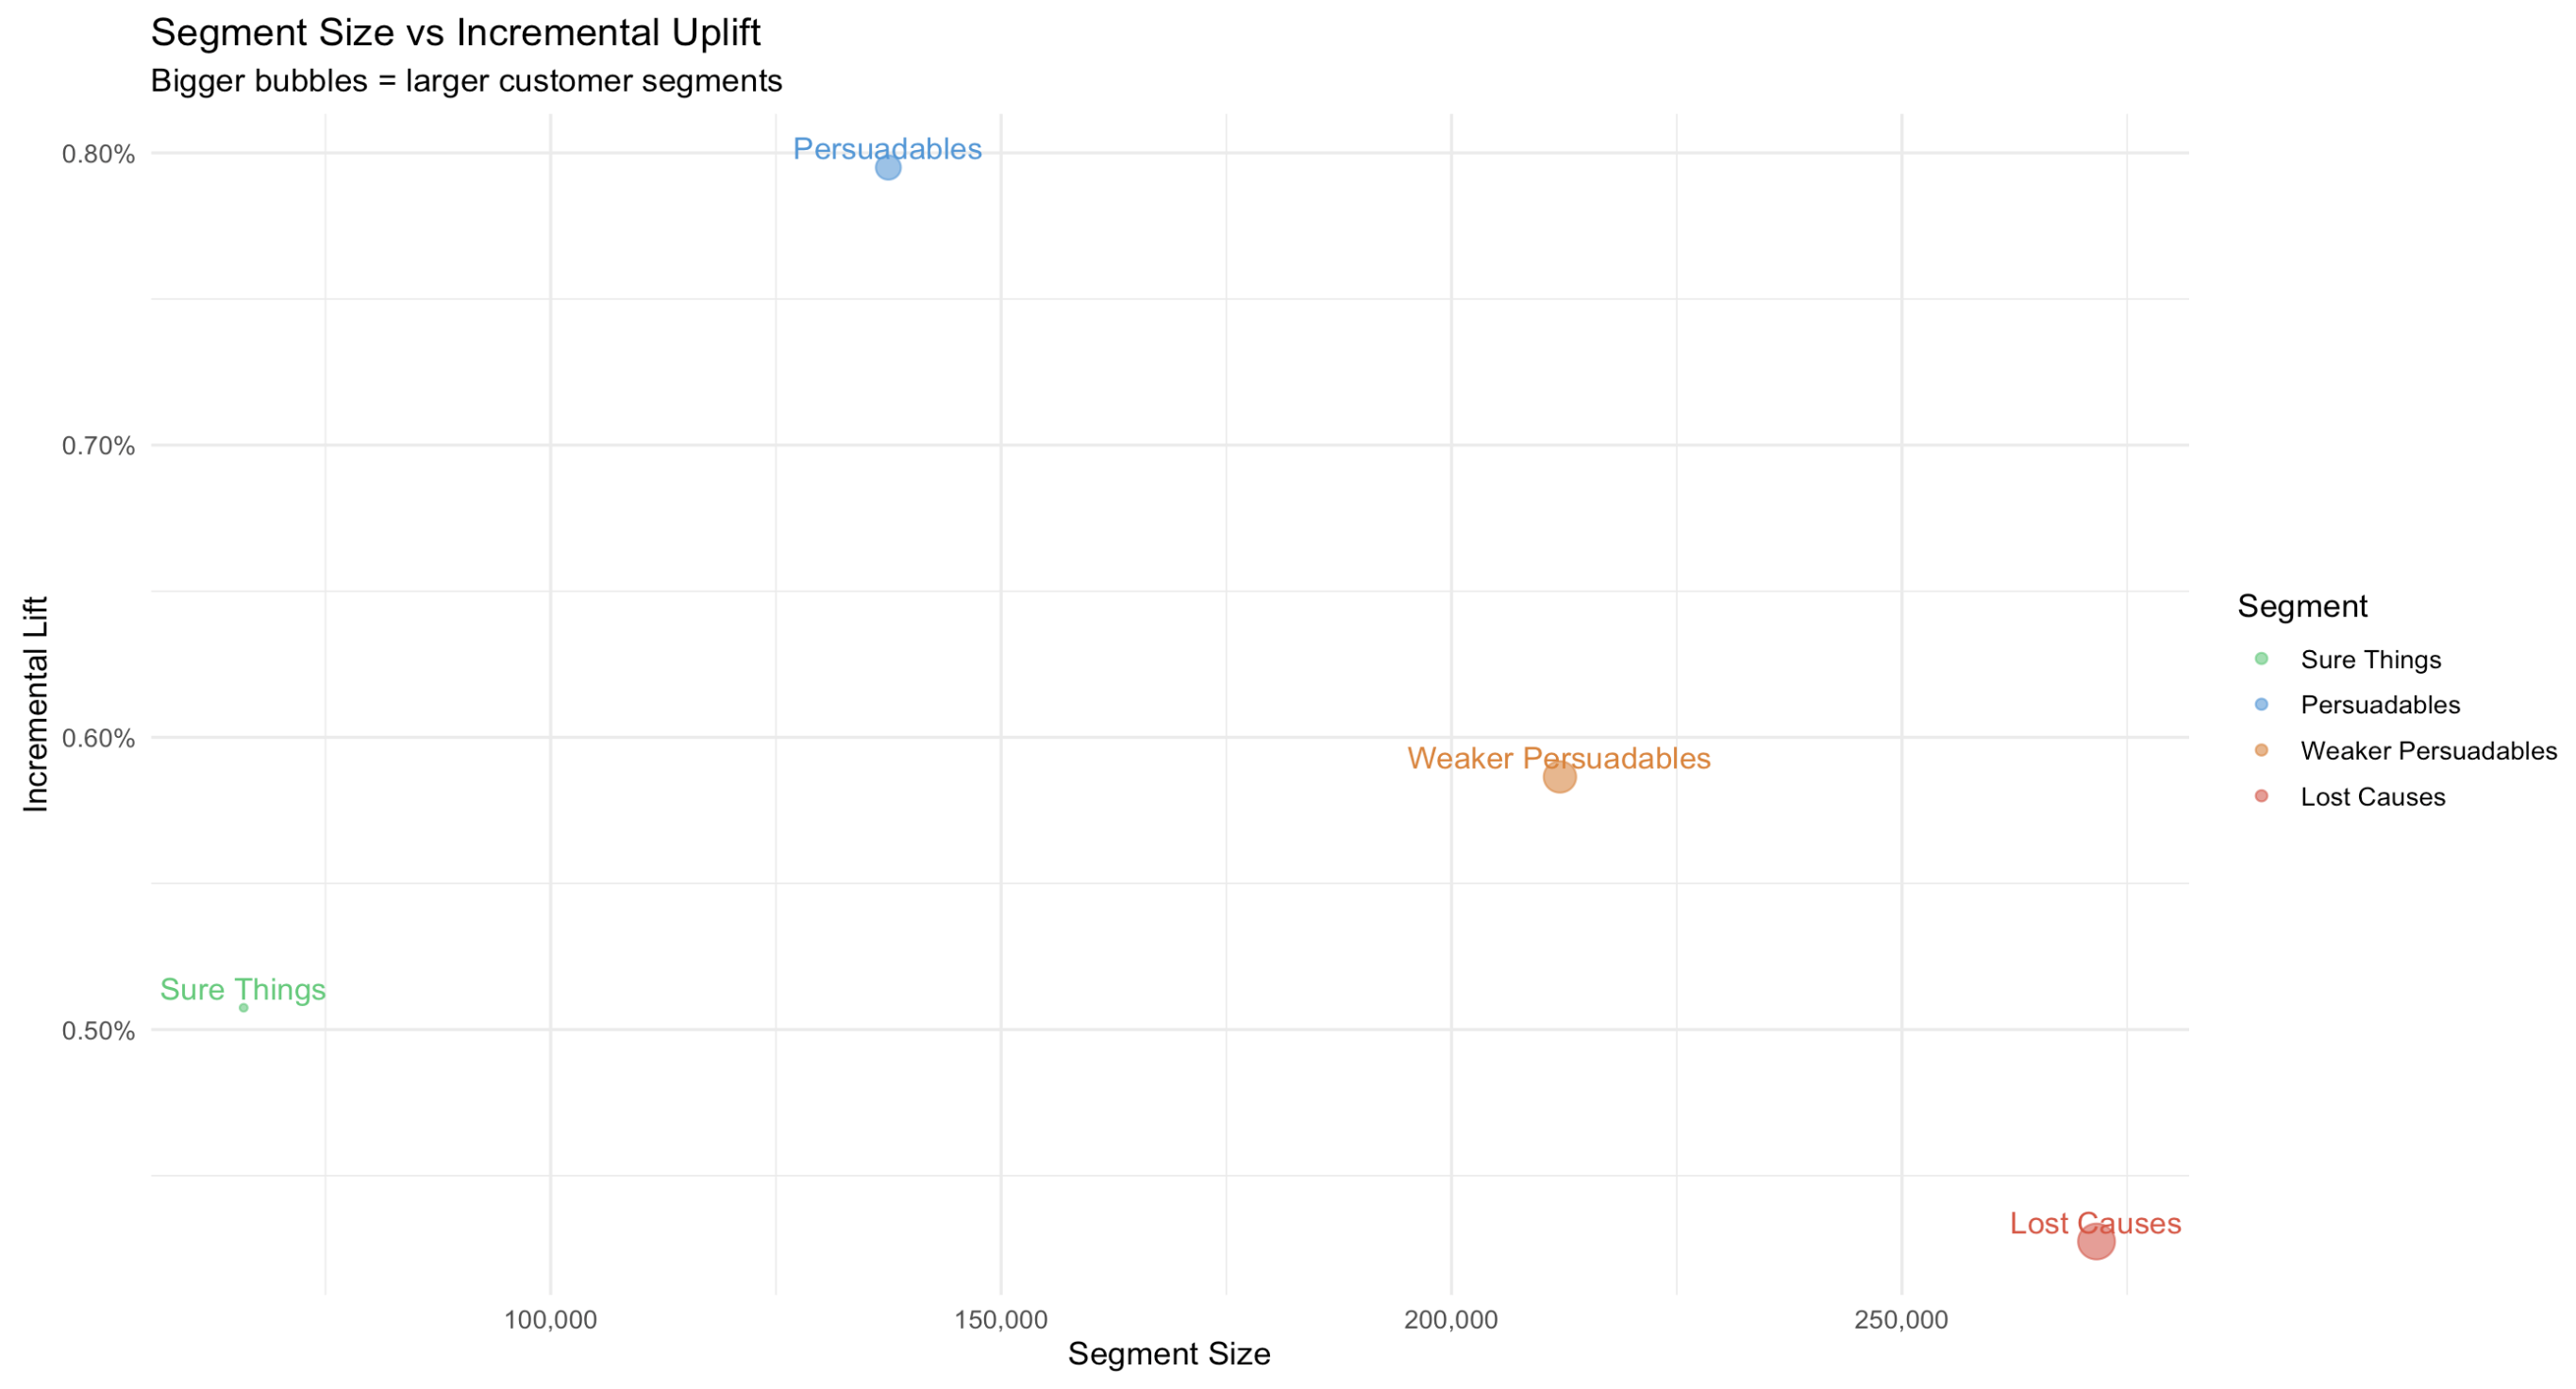 Segment Size vs Incremental Uplift
Bigger bubbles = larger customer segments
Persuadables
0.80%
0.70%
0.60%
0.50%
Incremental Lift
Weaker Persuadables
Sure Things
Lost Causes
100,000
150,000
200,000
250,000
Segment Size
Segment
Sure Things
Persuadables
Weaker Persuadables
Lost Causes